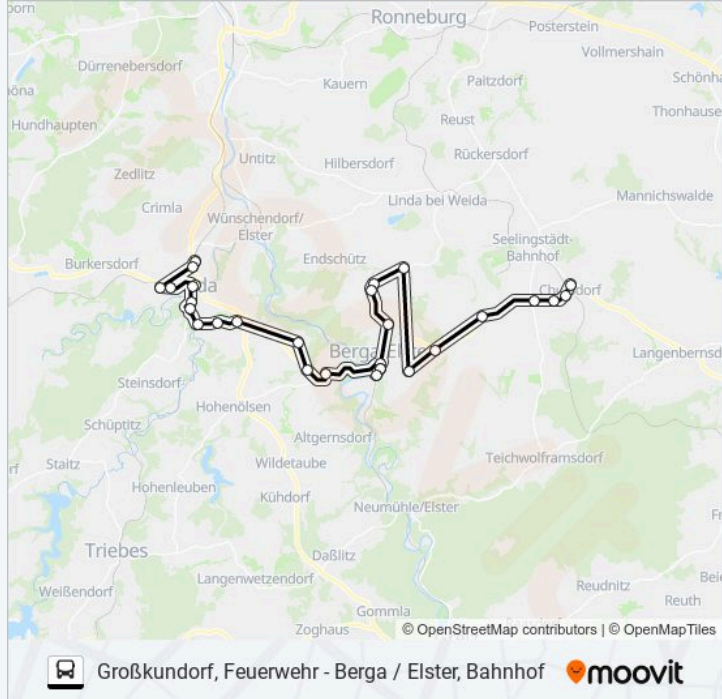 Ronneburg
Posterstein
Vollmershain
Dürrenebersdorf
Kauern
Paitzdorf
Thonhause
Hundhaupten
Reust
Untitz
Hilbersdorf
Rückersdorf
Zedlitz
Linda bei Weida
Mannichswalde
Crimla
Wünschendorf/
Elster
Seelingstädt-
Bahnhof
Endschütz
Burkersdorf
Berga
Langenbernsd
Steinsdorf
Hohenölsen
Schüptitz
Altgernsdorf
Staitz
Wildetaube
Teichwolframsdorf
Hohenleuben
Kühdorf
Neumühle/Elster
Triebes
Daßlitz
Langenwetzendorf
Reudnitz
Weißendorf
Gommla
Reuth
Zoghaus
© OpenStreetMap contributors | © OpenMapTiles
Großkundorf, Feuerwehr - Berga / Elster, Bahnhof
moovit